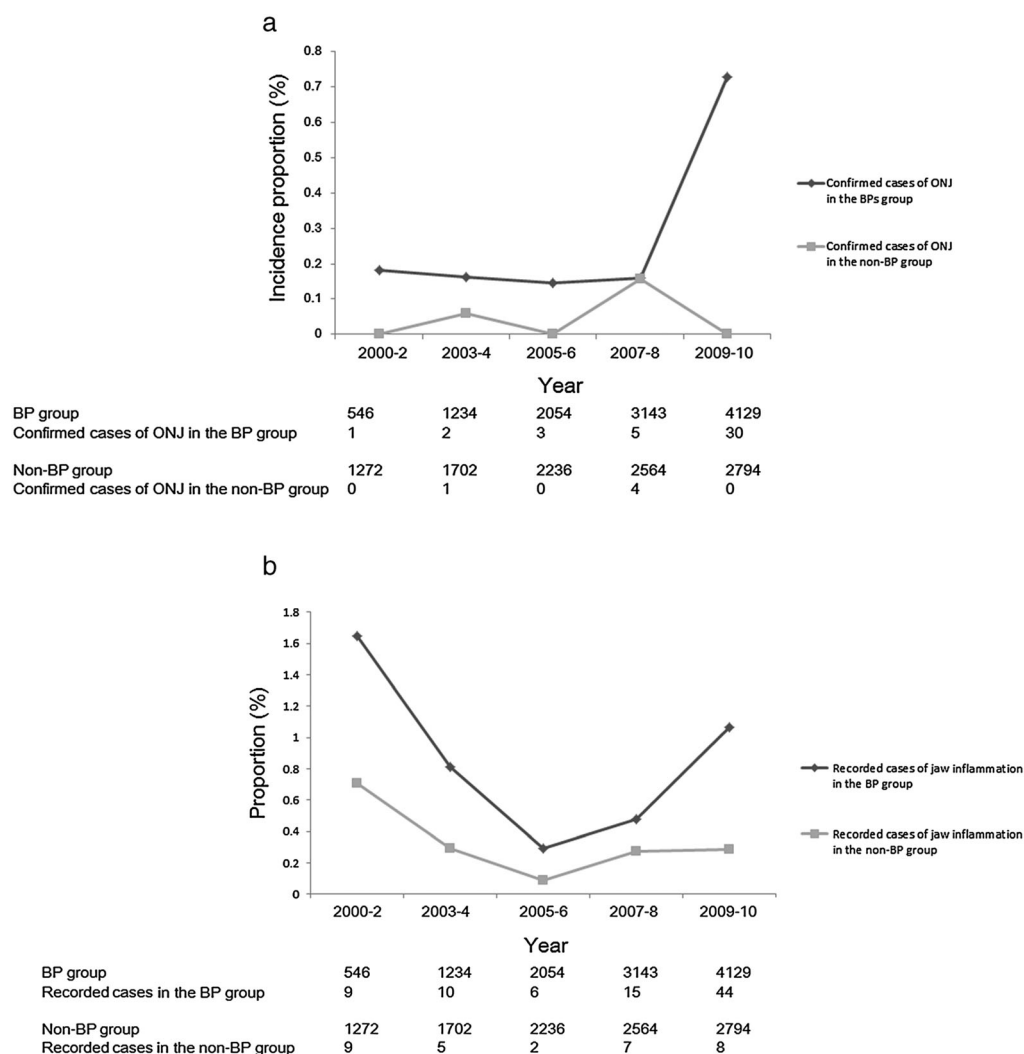 a
Incidence proportion (%)
0.8
0.7
0.6
0.5
0.4
0.3
0.2
0.1
0
2000-2 2003-4 2005-6 2007-8 2009-10
Year
Confirmed cases of ONJ
in the BPs group
Confirmed cases of ONJ
in the non-BP group
BP group 546 1234 2054 3143 4129
Confirmed cases of ONJ in the BP group 1 2 3 5 30
Non-BP group 1272 1702 2236 2564 2794
Confirmed cases of ONJ in the non-BP group 0 1 0 4 0
b
Proportion (%)
1.8
1.6
1.4
1.2
1
0.8
0.6
0.4
0.2
0
2000-2 2003-4 2005-6 2007-8 2009-10
Year
Recorded cases of jaw inflammation
in the BP group
Recorded cases of jaw inflammation
in the non-BP group
BP group 546 1234 2054 3143 4129
Recorded cases in the BP group 9 10 6 15 44
Non-BP group 1272 1702 2236 2564 2794
Recorded cases in the non-BP group 9 5 2 7 8